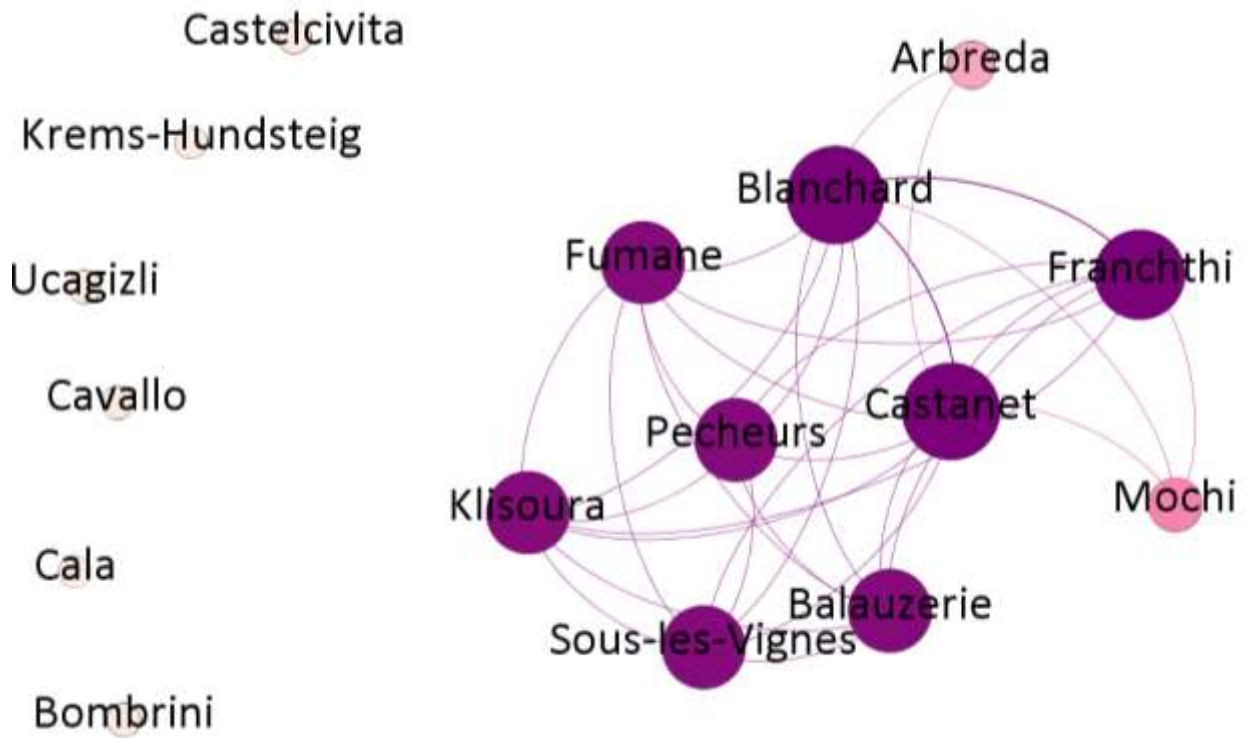 Castelcivita
Arbreda
Krems-Hundsteig
Blanchard
Fumane
Franchthi
Ucagizli
Cavallo
Castanet
Pecheurs
Klisoura
Mochi
Cala
Balauzerie
Sous-les-Vignes
Bombrini